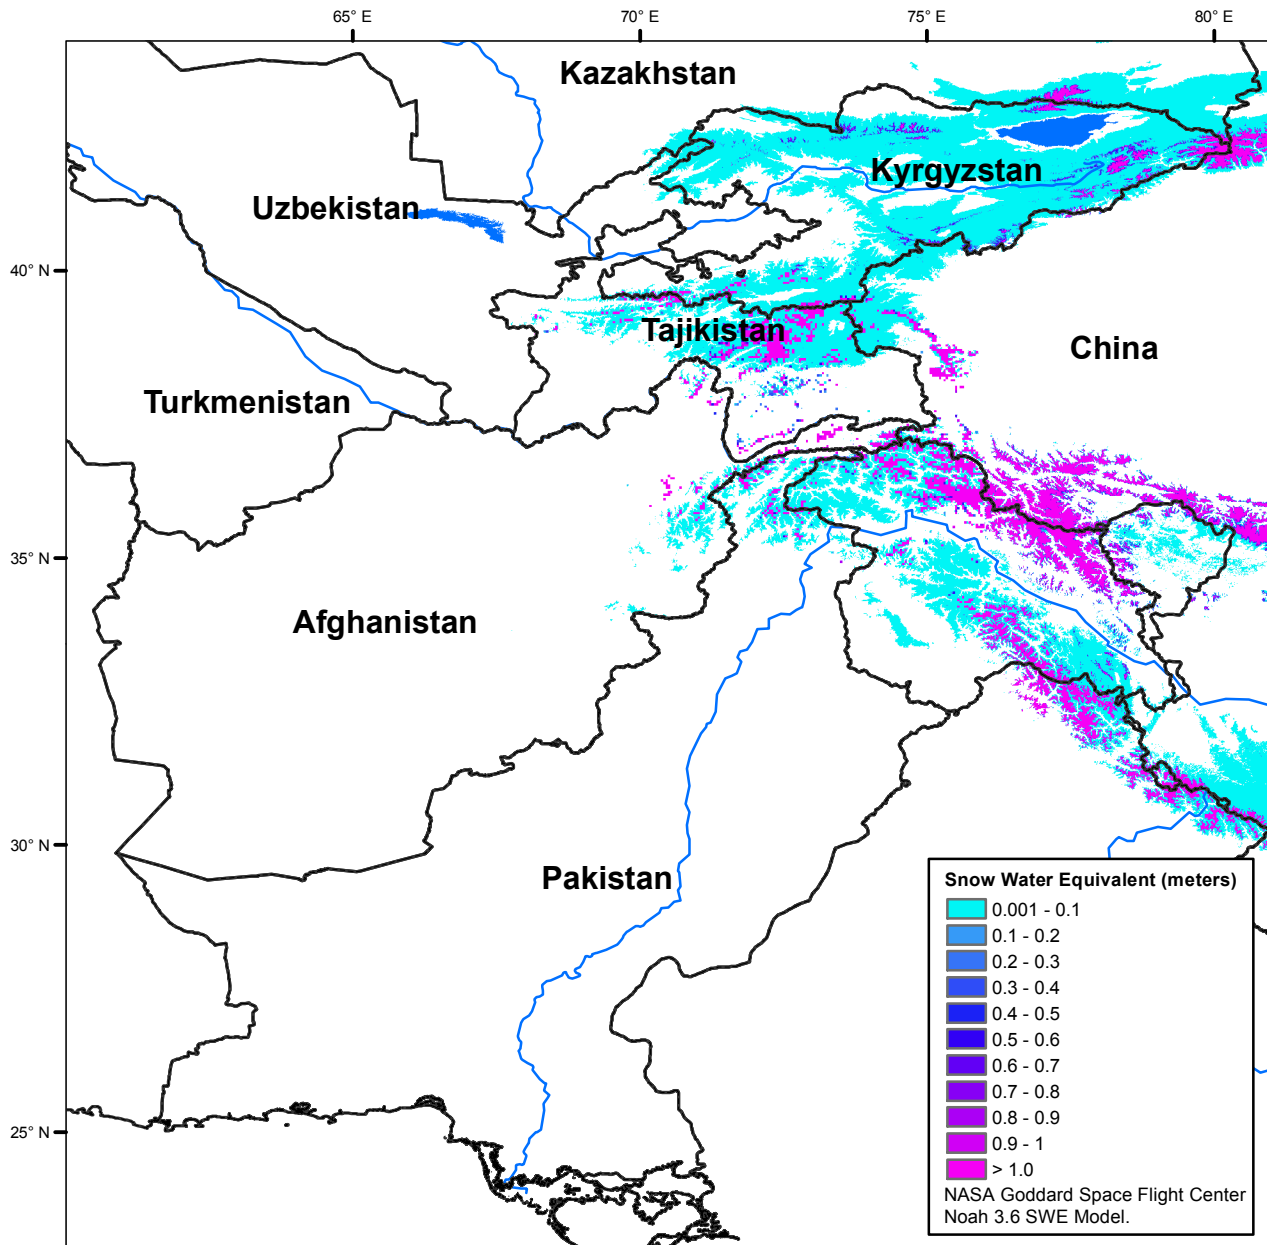 65° E
70° E
75° E
80° E
Kazakhstan
Kyrgyzstan
Uzbekistan
40° N
Tajikistan
China
Turkmenistan
35° N
Afghanistan
30° N
Pakistan
25° N
Snow Water Equivalent (meters)
0.001 - 0.1
0.1 - 0.2
0.2 - 0.3
0.3 - 0.4
0.4 - 0.5
0.5 - 0.6
0.6 - 0.7
0.7 - 0.8
0.8 - 0.9
0.9 - 1
> 1.0
NASA Goddard Space Flight Center
Noah 3.6 SWE Model.